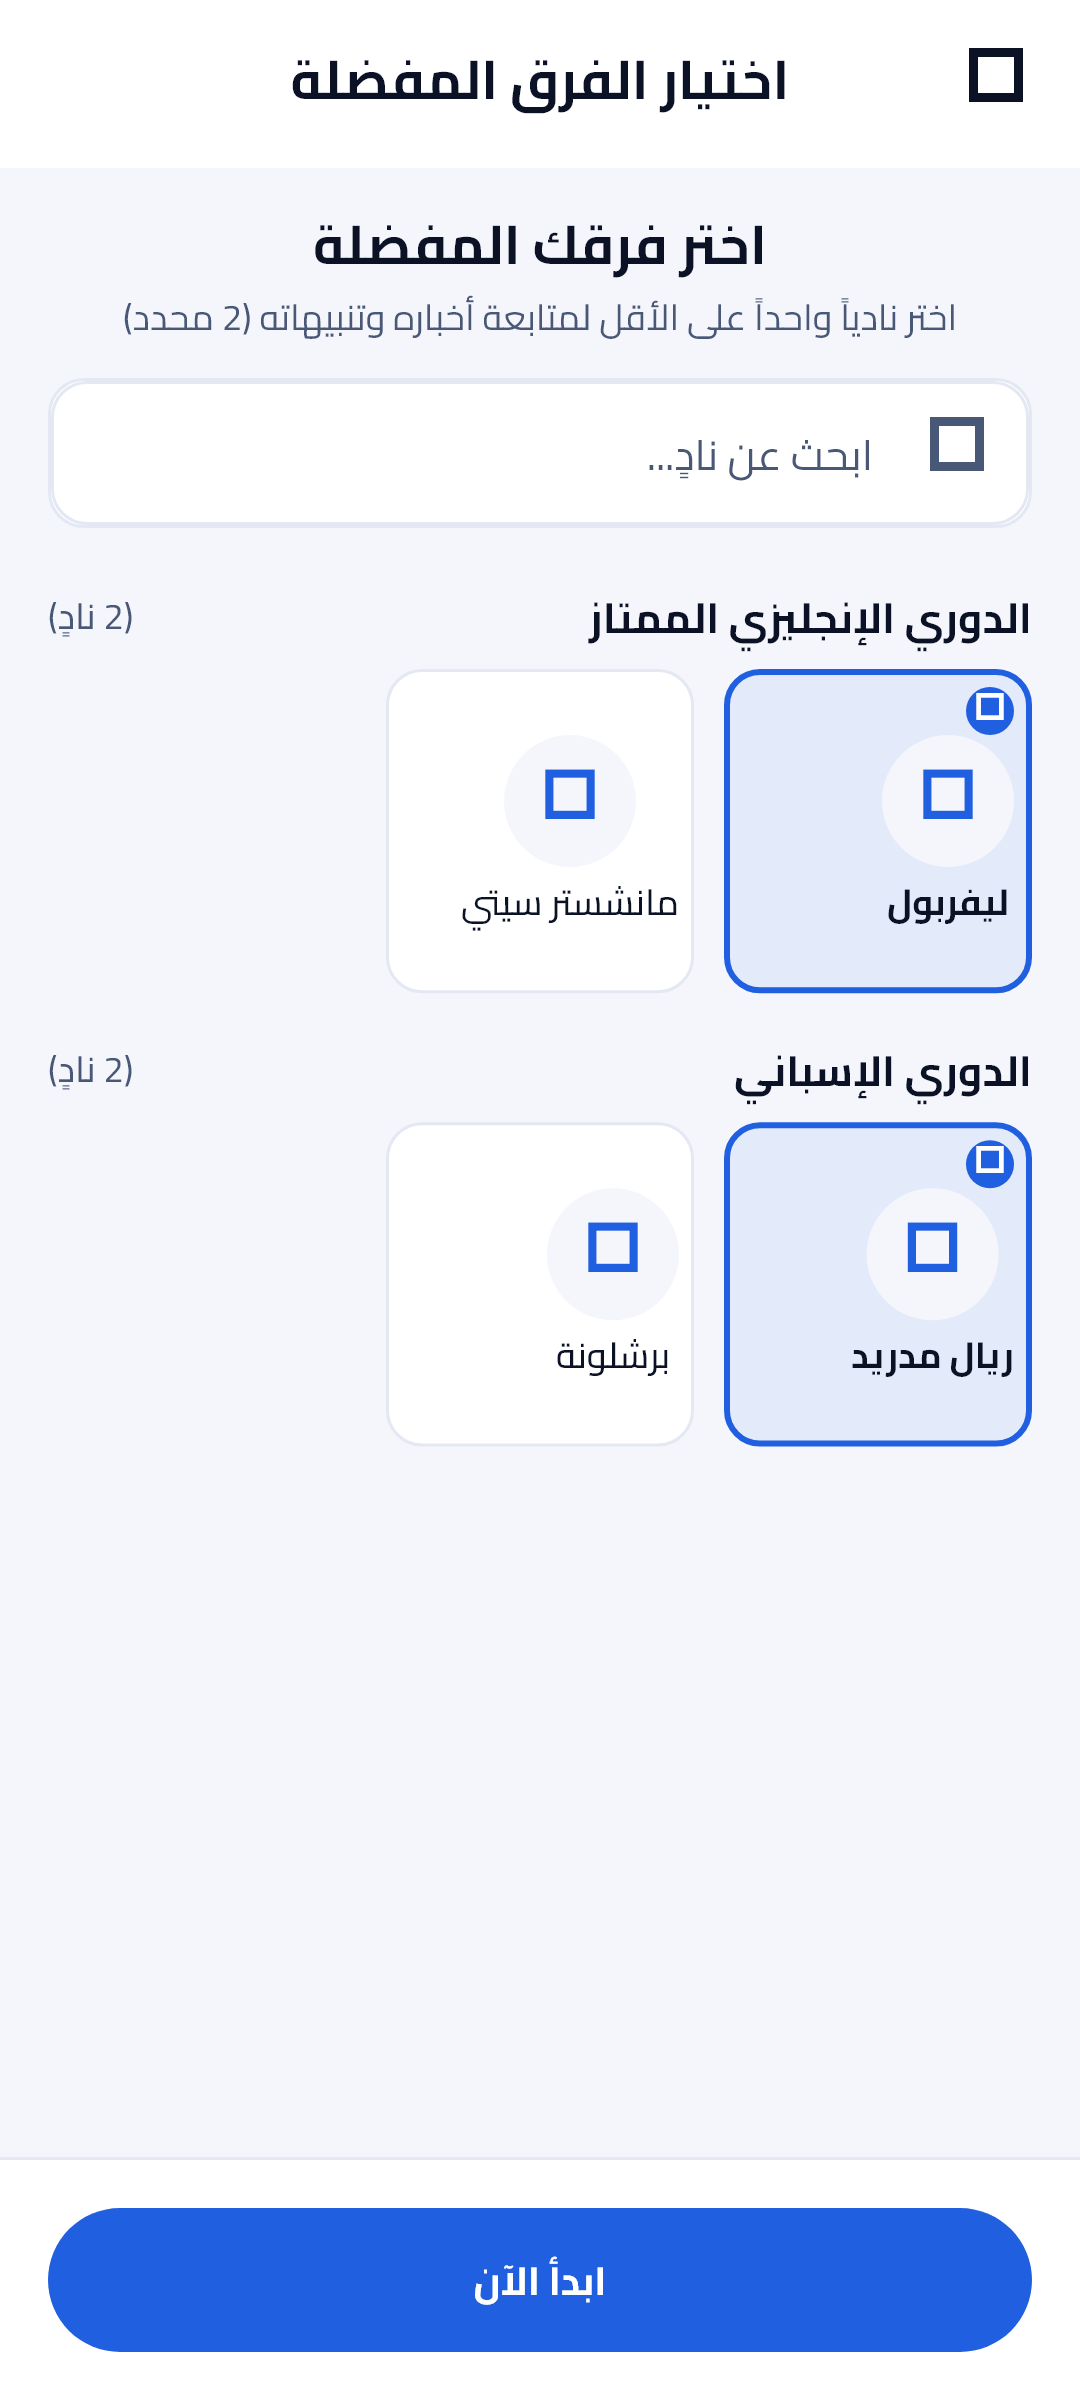 اختيار الفرق المفضلة
اختر فرقك المفضلة
اختر نادياً واحداً على الأقل لمتابعة أخباره وتنبيهاته (2 محدد)
ابحث عن نادٍ...
الدوري الإنجليزي الممتاز
(2 نادٍ)
ليفربول
مانشستر سيتي
الدوري الإسباني
(2 نادٍ)
ريال مدريد
برشلونة
ابدأ الآن